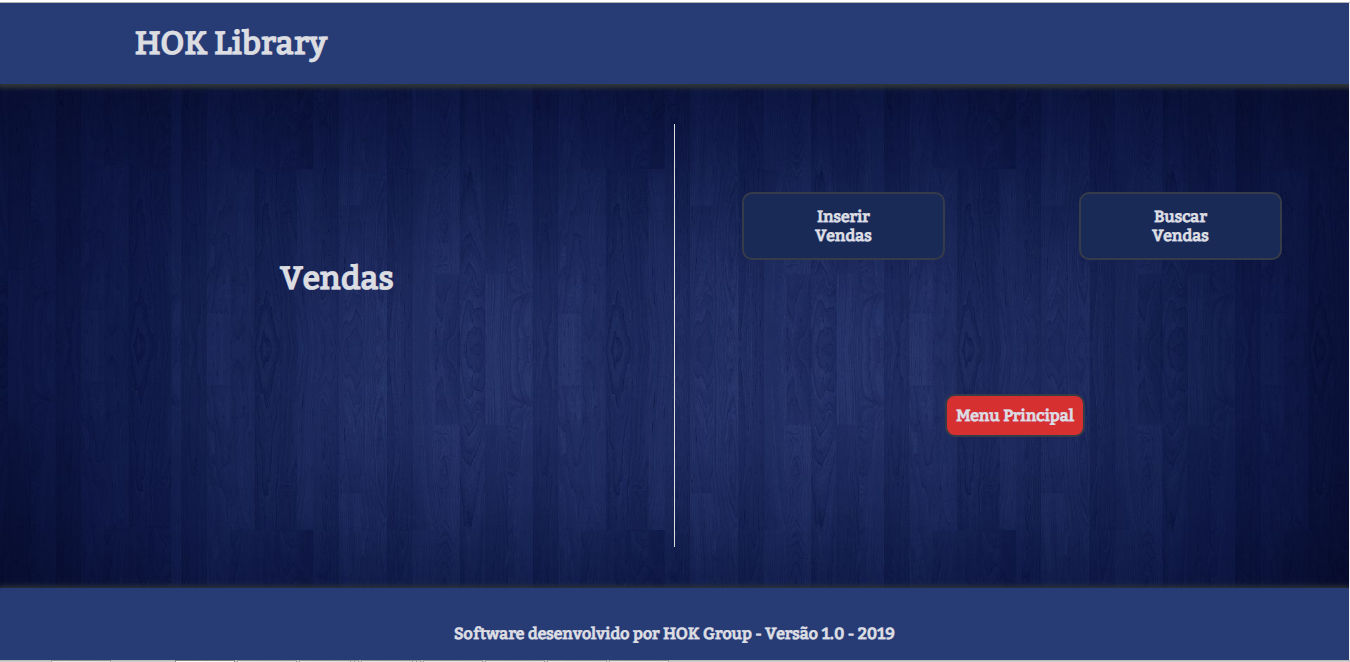 HOK Library
Vendas
Inserir
Vendas
Buscar
Vendas
Menu Principal
Software desenvolvido por HOK Group - Versão 1.0 - 2019